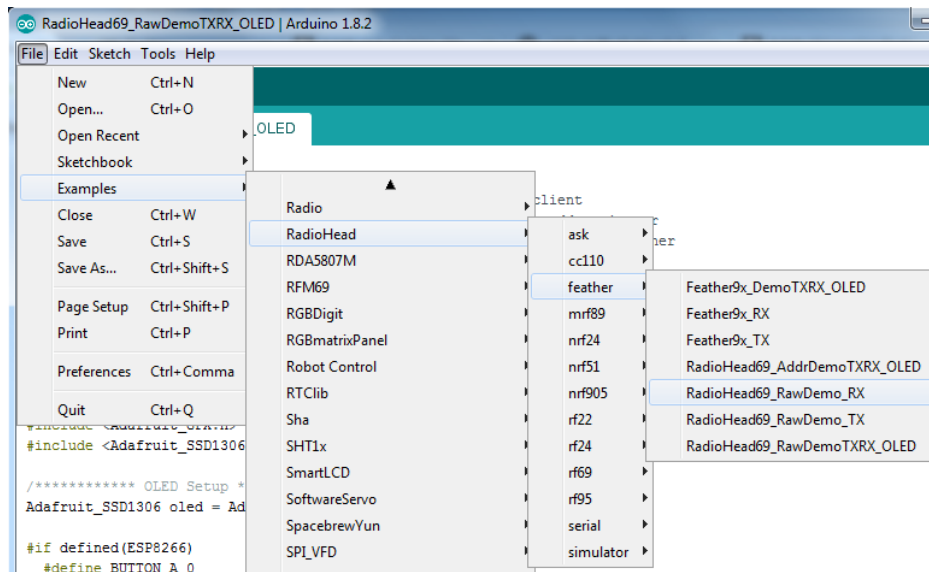 RadioHead69_RawDemoTXRX_OLED | Arduino 1.8.2
File Edit Sketch Tools Help
New Ctrl+N
Open... Ctrl+O
Open Recent
Sketchbook
Examples
Close Ctrl+W
Save Ctrl+S
Save As... Ctrl+Shift+S
Page Setup Ctrl+Shift+P
Print Ctrl+P
Preferences Ctrl+Comma
Quit Ctrl+Q
_OLED
client
her
Radio
RadioHead
RDA5807M
RFM69
RGBDigit
RGBmatrixPanel
Robot Control
RTClib
Sha
SHT1x
SmartLCD
SoftwareServo
SpacebrewYun
SPI_VFD
ask
cc110
feather
mrf89
nrf24
nrf51
nrf905
rf22
rf24
rf69
rf95
serial
simulator
Feather9x_DemoTXRX_OLED
Feather9x_RX
Feather9x_TX
RadioHead69_AddrDemoTXRX_OLED
RadioHead69_RawDemo_RX
RadioHead69_RawDemo_TX
RadioHead69_RawDemoTXRX_OLED
#include <Adafruit_GFX.h>
#include <Adafruit_SSD1306
/************ OLED Setup *
Adafruit_SSD1306 oled = Ad
#if defined(ESP8266)
#define BUTTON_A 0